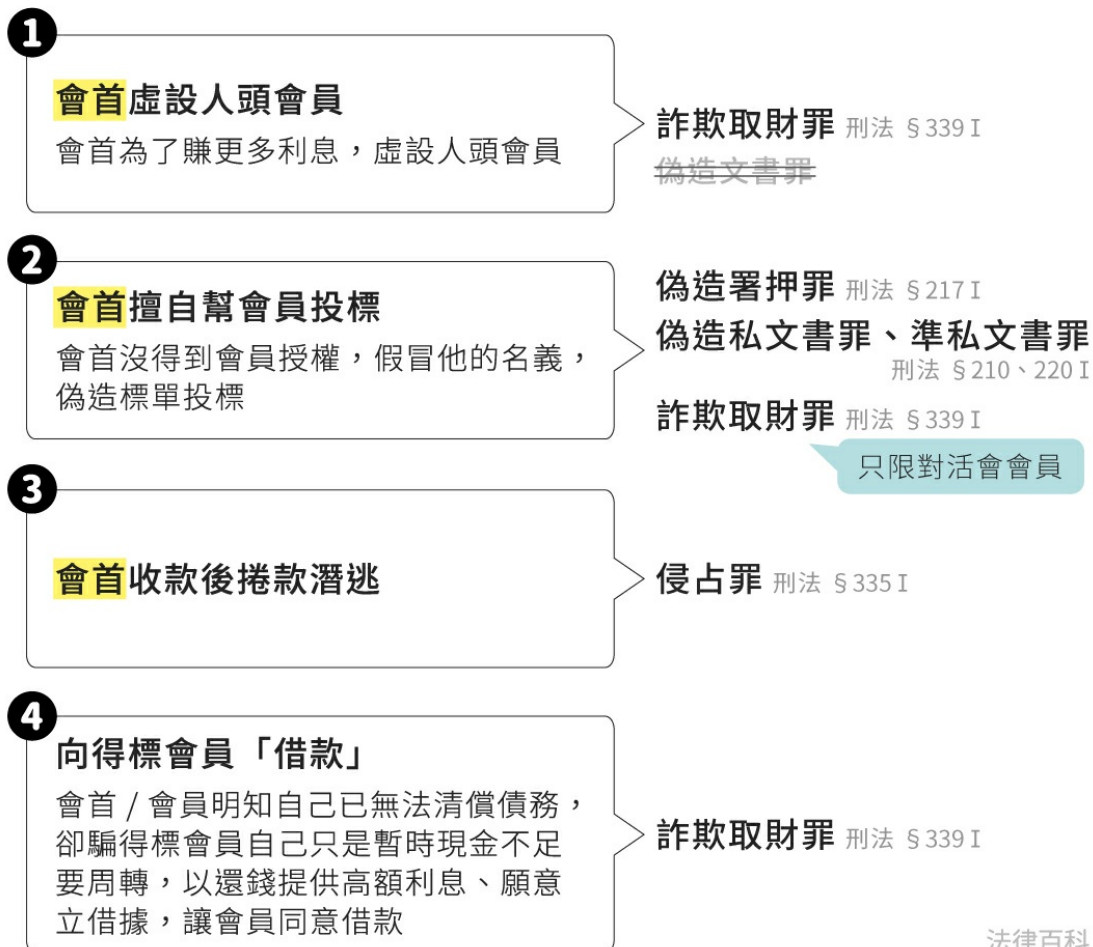 1
會首虛設人頭會員
會首為了賺更多利息，虛設人頭會員
詐欺取財罪 刑法 §339 I
偽造文書罪
2
會首擅自幫會員投標
會首沒得到會員授權，假冒他的名義，
偽造標單投標
偽造署押罪 刑法 §217 I
偽造私文書罪、準私文書罪
刑法 §210、220 I
詐欺取財罪 刑法 §339 I
只限對活會會員
3
會首收款後捲款潛逃
侵占罪 刑法 §335 I
4
向得標會員「借款」
會首 / 會員明知自己已無法清償債務，
卻騙得標會員自己只是暫時現金不足
要周轉，以還錢提供高額利息、願意
立借據，讓會員同意借款
詐欺取財罪 刑法 §339 I
法律百科